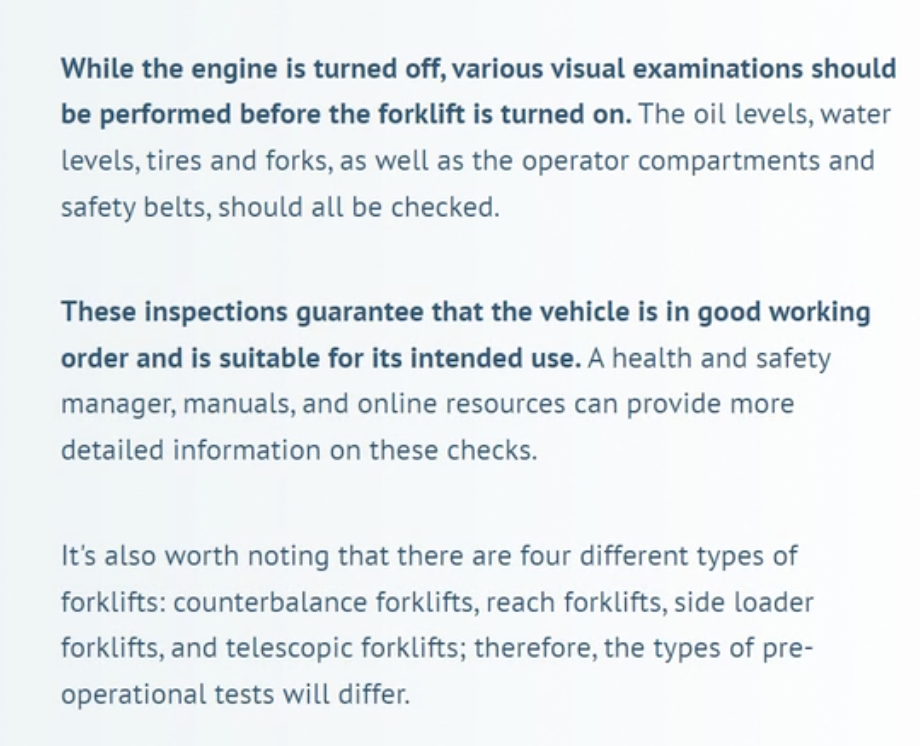 While the engine is turned off, various visual examinations should
be performed before the forklift is turned on. The oil levels, water
levels, tires and forks, as well as the operator compartments and
safety belts, should all be checked.
These inspections guarantee that the vehicle is in good working
order and is suitable for its intended use. A health and safety
manager, manuals, and online resources can provide more
detailed information on these checks.
It's also worth noting that there are four different types of
forklifts: counterbalance forklifts, reach forklifts, side loader
forklifts, and telescopic forklifts; therefore, the types of pre-
operational tests will differ.